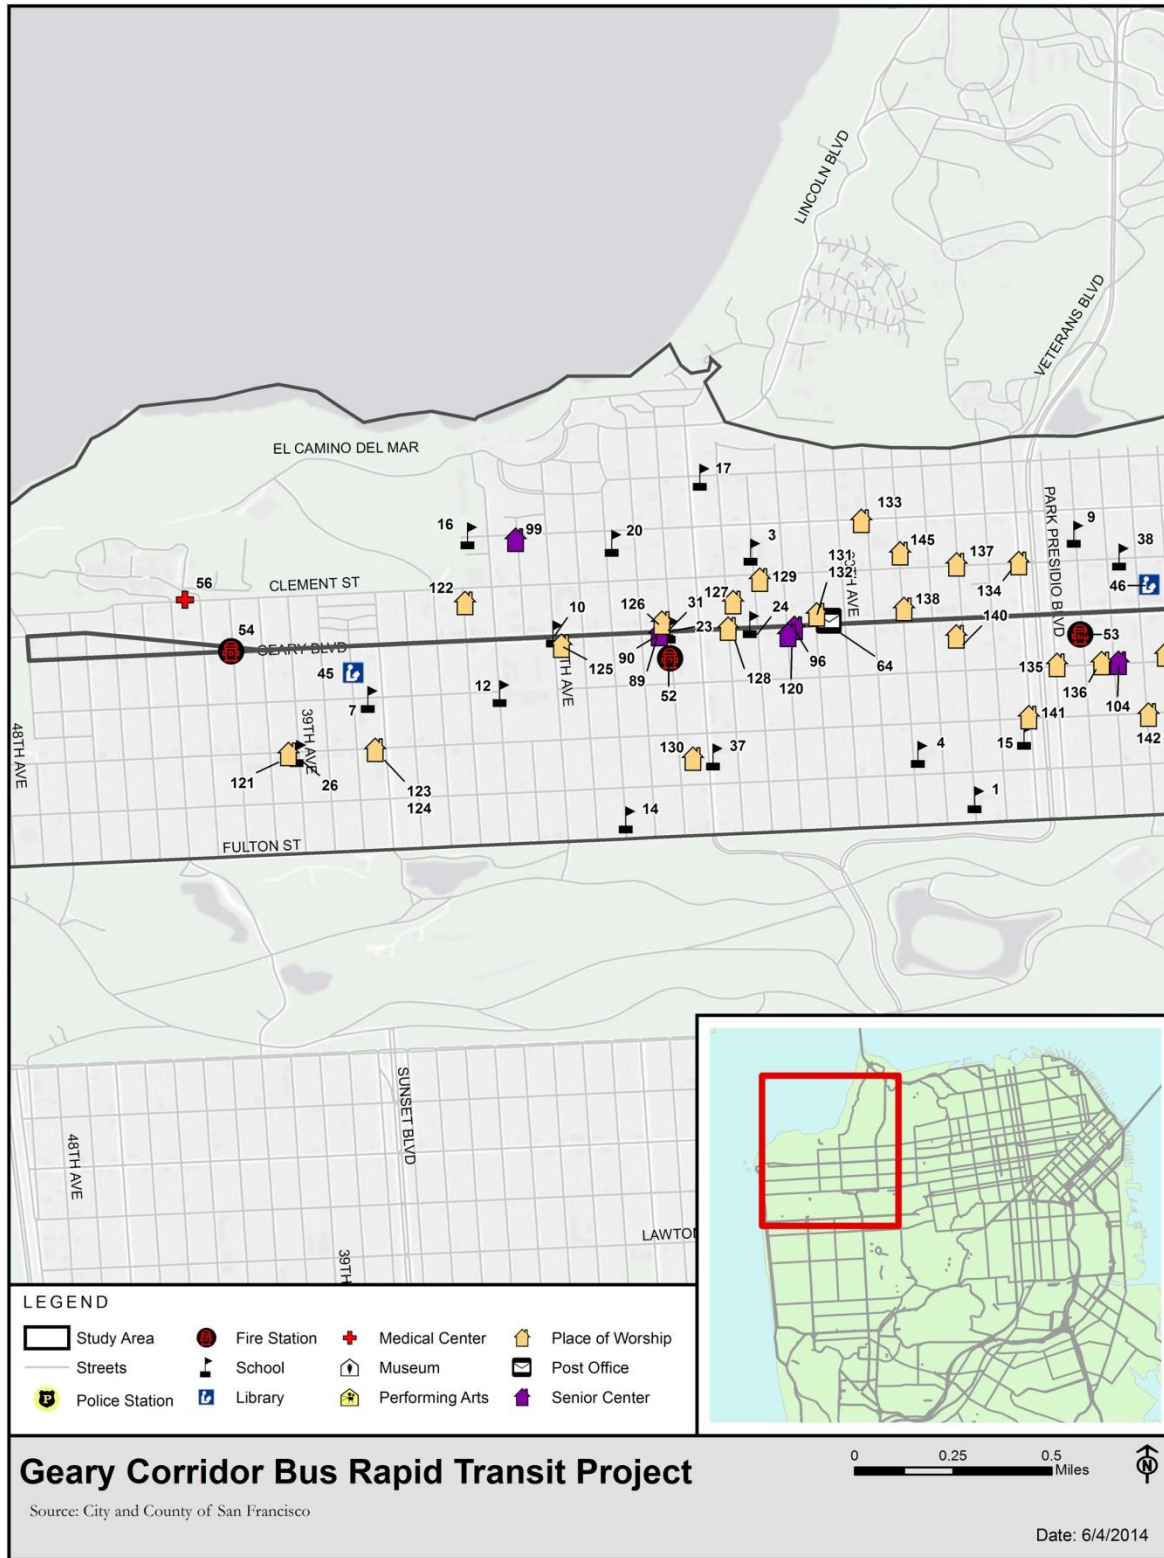 LINCOLN BLVD
VETERANS BLVD
EL CAMINO DEL MAR
17
133
PARK PRESIDIO BLVD
9
16
99
20
3
145
137
38
131
132
129
134
46
56
CLEMENT ST
122
127
138
140
10
126
31
24
54
GEARY BLVD
23
53
90
125
89
128
120
96
64
135
45
52
136
104
12
7
48TH AVE
39TH AVE
141
142
130
37
4
15
121
26
123
124
1
14
FULTON ST
SUNSET BLVD
48TH AVE
LAWTON
39TH
LEGEND
Study Area
Fire Station
Medical Center
Place of Worship
Streets
School
Museum
Post Office
P
Police Station
Library
Performing Arts
Senior Center
Geary Corridor Bus Rapid Transit Project
0 0.25 0.5
Miles
N
Source: City and County of San Francisco
Date: 6/4/2014